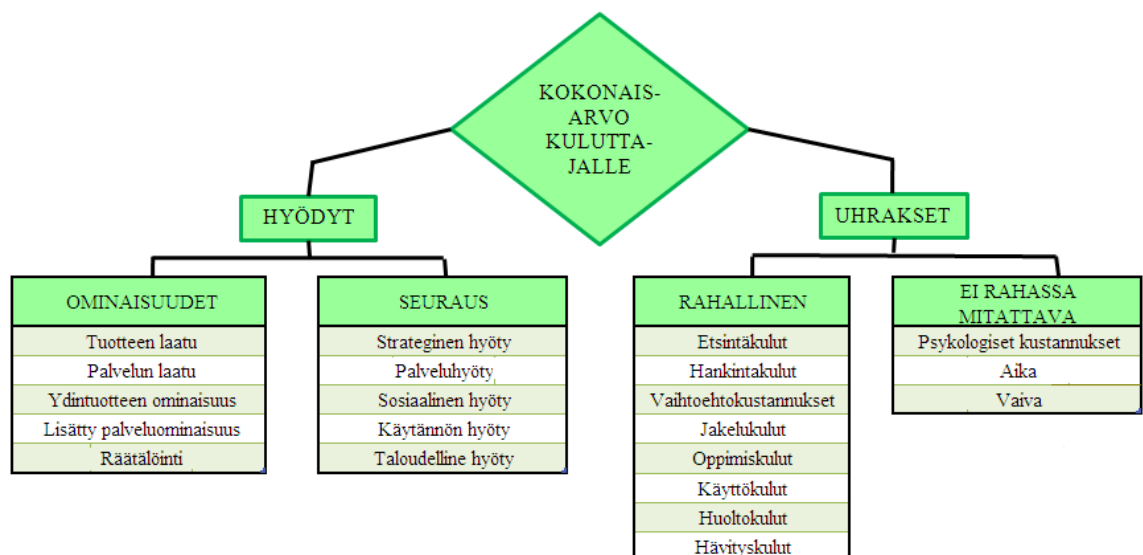 KOKONAIS-
ARVO
KULUTTA-
JALLE
HYÖDYT
UHRAKSET
OMINAISUUDET
Tuotteen laatu
Palvelun laatu
Ydintuotteen ominaisuus
Lisätty palveluominaisuus
Räätälöinti
SEURAUS
Strateginen hyöty
Palveluhyöty
Sosiaalinen hyöty
Käytännön hyöty
Taloudelline hyöty
RAHALLINEN
Etsintäkulut
Hankintakulut
Vaihtoehtokustannukset
Jakelukulut
Oppimiskulut
Käyttökulut
Huoltokulut
Hävityskulut
EI RAHASSA
MITATTAVA
Psykologiset kustannukset
Aika
Vaiva